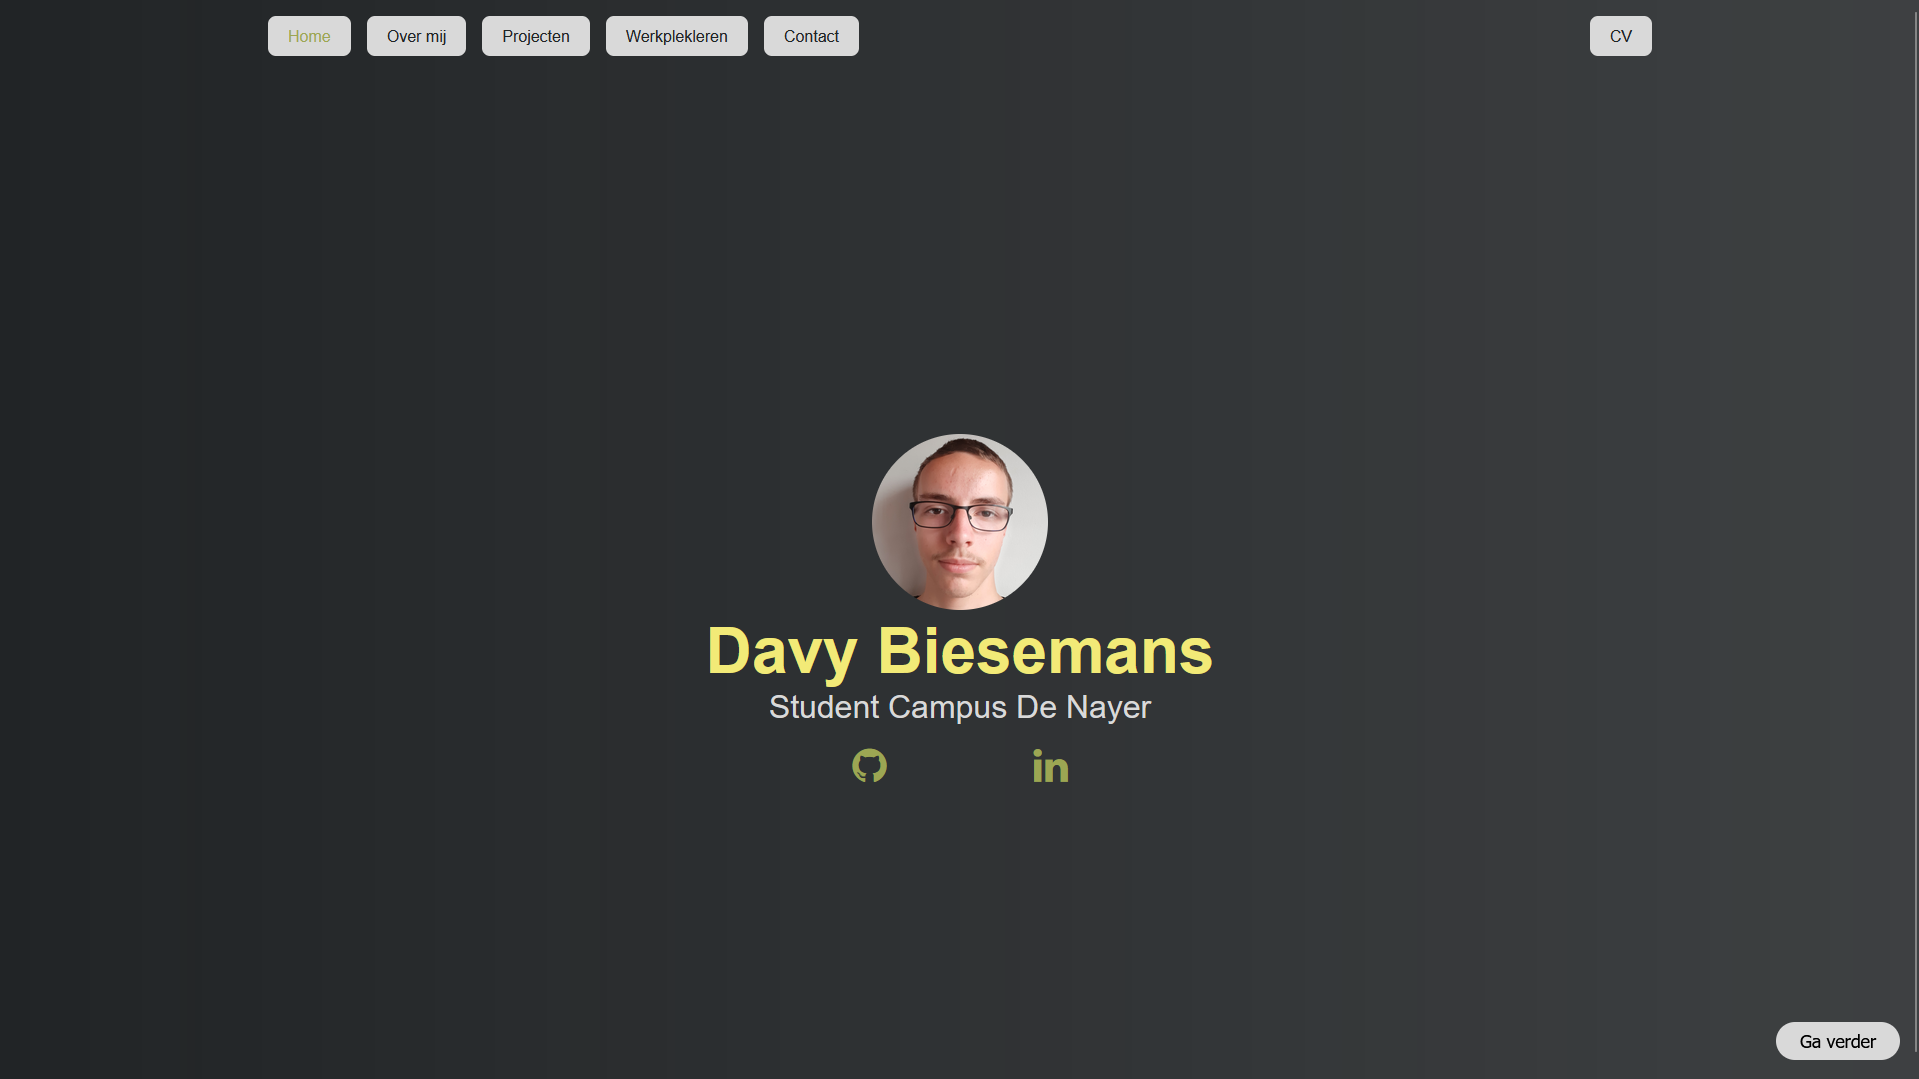 Home
Over mij
Projecten
Werkplekleren
Contact
CV
Davy Biesemans
Student Campus De Nayer
in
Ga verder